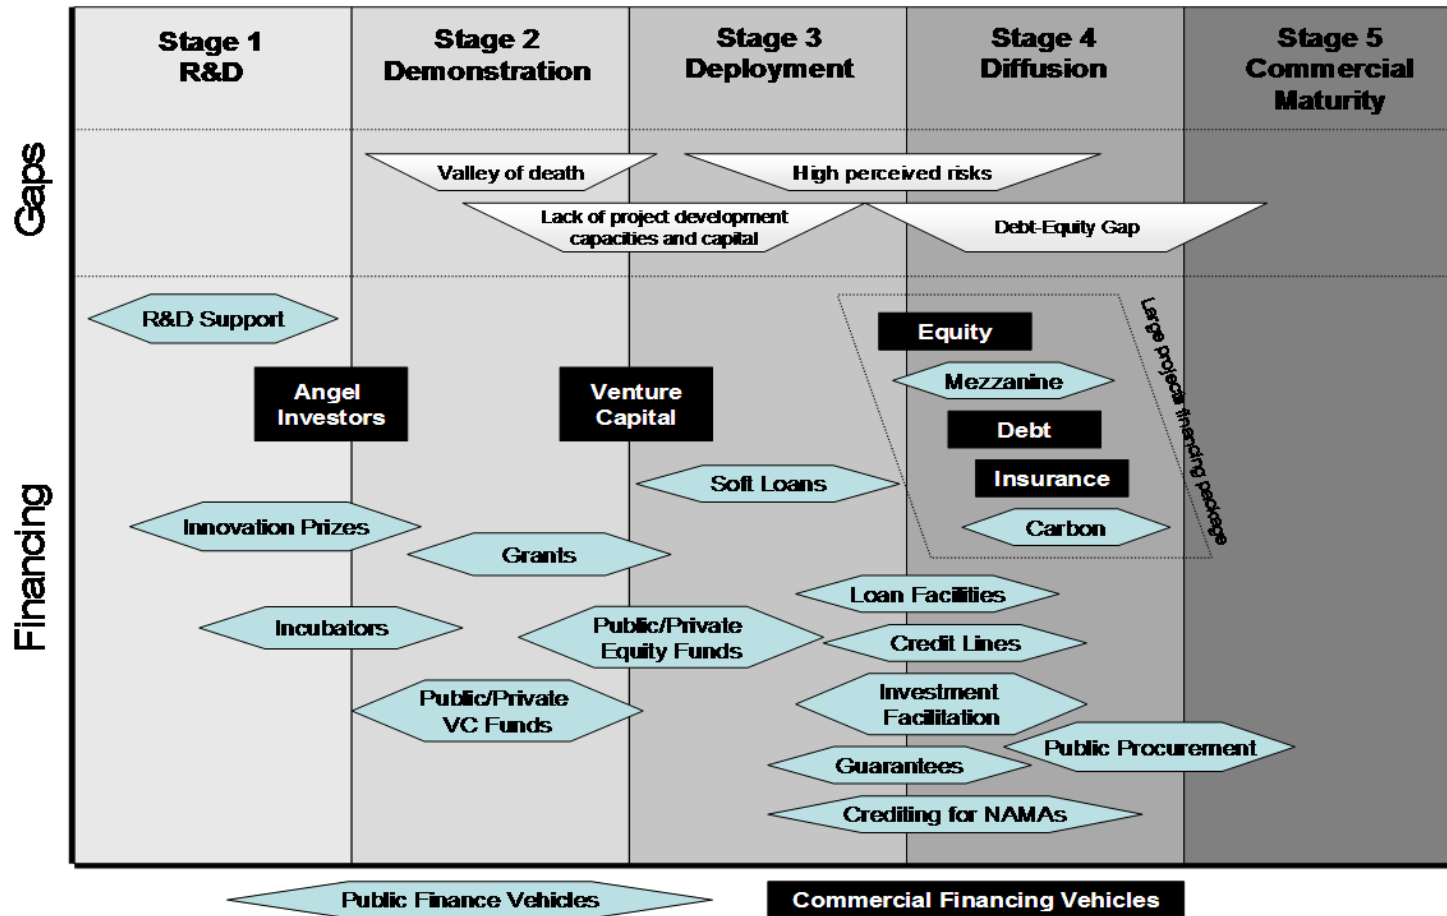 Stage 1
R&D
Stage 2
Demonstration
Stage 3
Deployment
Stage 4
Diffusion
Stage 5
Commercial
Maturity
Gaps
Valley of death
High perceived risks
Lack of project development
capacities and capital
Debt-Equity Gap
Financing
R&D Support
Equity
Large projects financing package
Mezzanine
Angel
Investors
Venture
Capital
Debt
Soft Loans
Insurance
Innovation Prizes
Carbon
Grants
Loan Facilities
Incubators
Public/Private
Equity Funds
Credit Lines
Public/Private
VC Funds
Investment
Facilitation
Public Procurement
Guarantees
Crediting for NAMAs
Public Finance Vehicles
Commercial Financing Vehicles